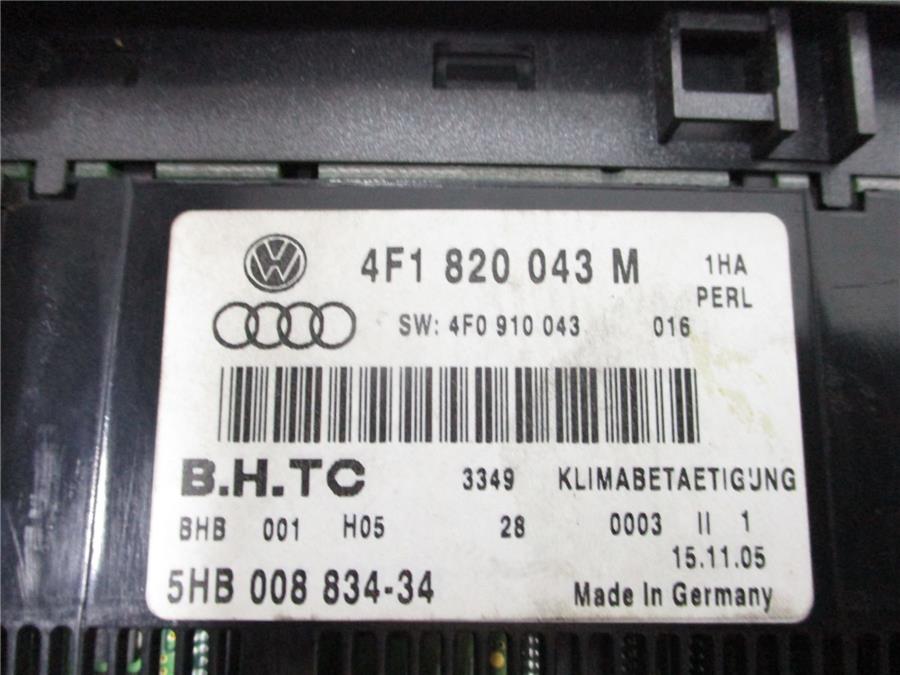 4F1 820 043 M 1HA
PERL
SW: 4F0 910 043 016
B.H.TC 3349 KLIMABETAETIGUNG
BHB 001 H05 28 0003 II 1
15.11.05
5HB 008 834-34 Made In Germany